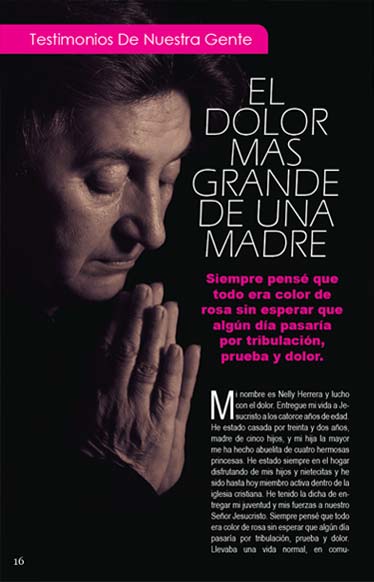 Testimonios De Nuestra Gente
EL
DOLOR
MAS
GRANDE
DE UNA
MADRE
Siempre pensé que
todo era color de
rosa sin esperar que
algún día pasaría
por tribulación,
prueba y dolor.
Mi nombre es Nelly Herrera y lucho
con el dolor. Entregue mi vida a Je-
sucristo a los catorce años de edad.
He estado casada por treinta y dos años,
madre de cinco hijos, y mi hija la mayor
me ha hecho abuelita de cuatro hermosas
princesas. He estado siempre en el hogar
disfrutando de mis hijos y nietecitas y he
sido hasta hoy miembro activa dentro de la
iglesia cristiana. He tenido la dicha de en-
tregar mi juventud y mis fuerzas a nuestro
Señor Jesucristo. Siempre pensé que todo
era color de rosa sin esperar que algún día
pasaría por tribulación, prueba y dolor.
Llevaba una vida normal, en comu-
16